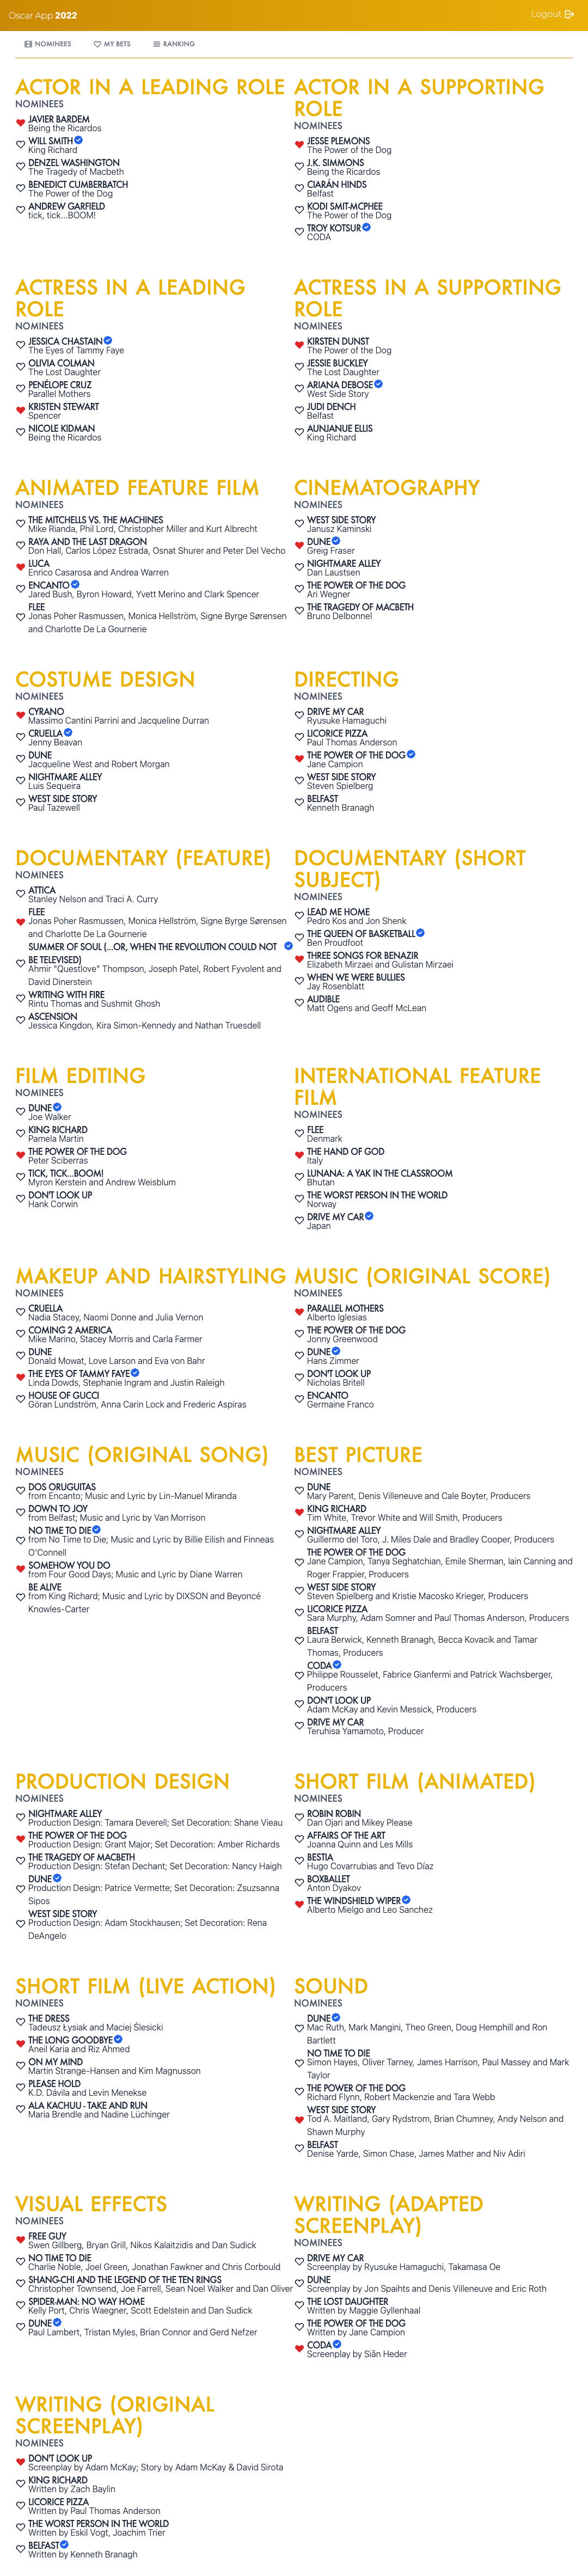 Oscar App 2022
Logout
NOMINEES
MY BETS
RANKING
ACTOR IN A LEADING ROLE
NOMINEES
JAVIER BARDEM
Being the Ricardos
WILL SMITH
King Richard
DENZEL WASHINGTON
The Tragedy of Macbeth
BENEDICT CUMBERBATCH
The Power of the Dog
ANDREW GARFIELD
tick, tick...BOOM!
ACTOR IN A SUPPORTING
ROLE
NOMINEES
JESSE PLEMONS
The Power of the Dog
J.K. SIMMONS
Being the Ricardos
CIARÁN HINDS
Belfast
KODI SMIT-MCPHEE
The Power of the Dog
TROY KOTSUR
CODA
ACTRESS IN A LEADING
ROLE
NOMINEES
JESSICA CHASTAIN
The Eyes of Tammy Faye
OLIVIA COLMAN
The Lost Daughter
PENÉLOPE CRUZ
Parallel Mothers
KRISTEN STEWART
Spencer
NICOLE KIDMAN
Being the Ricardos
ACTRESS IN A SUPPORTING
ROLE
NOMINEES
KIRSTEN DUNST
The Power of the Dog
JESSIE BUCKLEY
The Lost Daughter
ARIANA DEBOSE
West Side Story
JUDI DENCH
Belfast
AUNJANUE ELLIS
King Richard
ANIMATED FEATURE FILM
NOMINEES
THE MITCHELLS VS. THE MACHINES
Mike Rianda, Phil Lord, Christopher Miller and Kurt Albrecht
RAYA AND THE LAST DRAGON
Don Hall, Carlos López Estrada, Osnat Shurer and Peter Del Vecho
LUCA
Enrico Casarosa and Andrea Warren
ENCANTO
Jared Bush, Byron Howard, Yvett Merino and Clark Spencer
FLEE
Jonas Poher Rasmussen, Monica Hellström, Signe Byrge Sørensen
and Charlotte De La Gournerie
CINEMATOGRAPHY
NOMINEES
WEST SIDE STORY
Janusz Kaminski
DUNE
Greig Fraser
NIGHTMARE ALLEY
Dan Laustsen
THE POWER OF THE DOG
Ari Wegner
THE TRAGEDY OF MACBETH
Bruno Delbonnel
COSTUME DESIGN
NOMINEES
CYRANO
Massimo Cantini Parrini and Jacqueline Durran
CRUELLA
Jenny Beavan
DUNE
Jacqueline West and Robert Morgan
NIGHTMARE ALLEY
Luis Sequeira
WEST SIDE STORY
Paul Tazewell
DIRECTING
NOMINEES
DRIVE MY CAR
Ryusuke Hamaguchi
LICORICE PIZZA
Paul Thomas Anderson
THE POWER OF THE DOG
Jane Campion
WEST SIDE STORY
Steven Spielberg
BELFAST
Kenneth Branagh
DOCUMENTARY (FEATURE)
NOMINEES
ATTICA
Stanley Nelson and Traci A. Curry
FLEE
Jonas Poher Rasmussen, Monica Hellström, Signe Byrge Sørensen
and Charlotte De La Gournerie
SUMMER OF SOUL (...OR, WHEN THE REVOLUTION COULD NOT
BE TELEVISED)
Ahmir "Questlove" Thompson, Joseph Patel, Robert Fyvolent and
David Dinerstein
WRITING WITH FIRE
Rintu Thomas and Sushmit Ghosh
ASCENSION
Jessica Kingdon, Kira Simon-Kennedy and Nathan Truesdell
DOCUMENTARY (SHORT
SUBJECT)
NOMINEES
LEAD ME HOME
Pedro Kos and Jon Shenk
THE QUEEN OF BASKETBALL
Ben Proudfoot
THREE SONGS FOR BENAZIR
Elizabeth Mirzaei and Gulistan Mirzaei
WHEN WE WERE BULLIES
Jay Rosenblatt
AUDIBLE
Matt Ogens and Geoff McLean
FILM EDITING
NOMINEES
DUNE
Joe Walker
KING RICHARD
Pamela Martin
THE POWER OF THE DOG
Peter Sciberras
TICK, TICK...BOOM!
Myron Kerstein and Andrew Weisblum
DON'T LOOK UP
Hank Corwin
INTERNATIONAL FEATURE
FILM
NOMINEES
FLEE
Denmark
THE HAND OF GOD
Italy
LUNANA: A YAK IN THE CLASSROOM
Bhutan
THE WORST PERSON IN THE WORLD
Norway
DRIVE MY CAR
Japan
MAKEUP AND HAIRSTYLING
NOMINEES
CRUELLA
Nadia Stacey, Naomi Donne and Julia Vernon
COMING 2 AMERICA
Mike Marino, Stacey Morris and Carla Farmer
DUNE
Donald Mowat, Love Larson and Eva von Bahr
THE EYES OF TAMMY FAYE
Linda Dowds, Stephanie Ingram and Justin Raleigh
HOUSE OF GUCCI
Göran Lundström, Anna Carin Lock and Frederic Aspiras
MUSIC (ORIGINAL SCORE)
NOMINEES
PARALLEL MOTHERS
Alberto Iglesias
THE POWER OF THE DOG
Jonny Greenwood
DUNE
Hans Zimmer
DON'T LOOK UP
Nicholas Britell
ENCANTO
Germaine Franco
MUSIC (ORIGINAL SONG)
NOMINEES
DOS ORUGUITAS
from Encanto; Music and Lyric by Lin-Manuel Miranda
DOWN TO JOY
from Belfast; Music and Lyric by Van Morrison
NO TIME TO DIE
from No Time to Die; Music and Lyric by Billie Eilish and Finneas
O'Connell
SOMEHOW YOU DO
from Four Good Days; Music and Lyric by Diane Warren
BE ALIVE
from King Richard; Music and Lyric by DIXSON and Beyoncé
Knowles-Carter
BEST PICTURE
NOMINEES
DUNE
Mary Parent, Denis Villeneuve and Cale Boyter, Producers
KING RICHARD
Tim White, Trevor White and Will Smith, Producers
NIGHTMARE ALLEY
Guillermo del Toro, J. Miles Dale and Bradley Cooper, Producers
THE POWER OF THE DOG
Jane Campion, Tanya Seghatchian, Emile Sherman, Iain Canning and
Roger Frappier, Producers
WEST SIDE STORY
Steven Spielberg and Kristie Macosko Krieger, Producers
LICORICE PIZZA
Sara Murphy, Adam Somner and Paul Thomas Anderson, Producers
BELFAST
Laura Berwick, Kenneth Branagh, Becca Kovacik and Tamar
Thomas, Producers
CODA
Philippe Rousselet, Fabrice Gianfermi and Patrick Wachsberger,
Producers
DON'T LOOK UP
Adam McKay and Kevin Messick, Producers
DRIVE MY CAR
Teruhisa Yamamoto, Producer
PRODUCTION DESIGN
NOMINEES
NIGHTMARE ALLEY
Production Design: Tamara Deverell; Set Decoration: Shane Vieau
THE POWER OF THE DOG
Production Design: Grant Major; Set Decoration: Amber Richards
THE TRAGEDY OF MACBETH
Production Design: Stefan Dechant; Set Decoration: Nancy Haigh
DUNE
Production Design: Patrice Vermette; Set Decoration: Zsuzsanna
Sipos
WEST SIDE STORY
Production Design: Adam Stockhausen; Set Decoration: Rena
DeAngelo
SHORT FILM (ANIMATED)
NOMINEES
ROBIN ROBIN
Dan Ojari and Mikey Please
AFFAIRS OF THE ART
Joanna Quinn and Les Mills
BESTIA
Hugo Covarrubias and Tevo Díaz
BOXBALLET
Anton Dyakov
THE WINDSHIELD WIPER
Alberto Mielgo and Leo Sanchez
SHORT FILM (LIVE ACTION)
NOMINEES
THE DRESS
Tadeusz Łysiak and Maciej Ślesicki
THE LONG GOODBYE
Aneil Karia and Riz Ahmed
ON MY MIND
Martin Strange-Hansen and Kim Magnusson
PLEASE HOLD
K.D. Dávila and Levin Menekse
ALA KACHUU - TAKE AND RUN
Maria Brendle and Nadine Lüchinger
SOUND
NOMINEES
DUNE
Mac Ruth, Mark Mangini, Theo Green, Doug Hemphill and Ron
Bartlett
NO TIME TO DIE
Simon Hayes, Oliver Tarney, James Harrison, Paul Massey and Mark
Taylor
THE POWER OF THE DOG
Richard Flynn, Robert Mackenzie and Tara Webb
WEST SIDE STORY
Tod A. Maitland, Gary Rydstrom, Brian Chumney, Andy Nelson and
Shawn Murphy
BELFAST
Denise Yarde, Simon Chase, James Mather and Niv Adiri
VISUAL EFFECTS
NOMINEES
FREE GUY
Swen Gillberg, Bryan Grill, Nikos Kalaitzidis and Dan Sudick
NO TIME TO DIE
Charlie Noble, Joel Green, Jonathan Fawkner and Chris Corbould
SHANG-CHI AND THE LEGEND OF THE TEN RINGS
Christopher Townsend, Joe Farrell, Sean Noel Walker and Dan Oliver
SPIDER-MAN: NO WAY HOME
Kelly Port, Chris Waegner, Scott Edelstein and Dan Sudick
DUNE
Paul Lambert, Tristan Myles, Brian Connor and Gerd Nefzer
WRITING (ADAPTED
SCREENPLAY)
NOMINEES
DRIVE MY CAR
Screenplay by Ryusuke Hamaguchi, Takamasa Oe
DUNE
Screenplay by Jon Spaihts and Denis Villeneuve and Eric Roth
THE LOST DAUGHTER
Written by Maggie Gyllenhaal
THE POWER OF THE DOG
Written by Jane Campion
CODA
Screenplay by Siân Heder
WRITING (ORIGINAL
SCREENPLAY)
NOMINEES
DON'T LOOK UP
Screenplay by Adam McKay; Story by Adam McKay & David Sirota
KING RICHARD
Written by Zach Baylin
LICORICE PIZZA
Written by Paul Thomas Anderson
THE WORST PERSON IN THE WORLD
Written by Eskil Vogt, Joachim Trier
BELFAST
Written by Kenneth Branagh